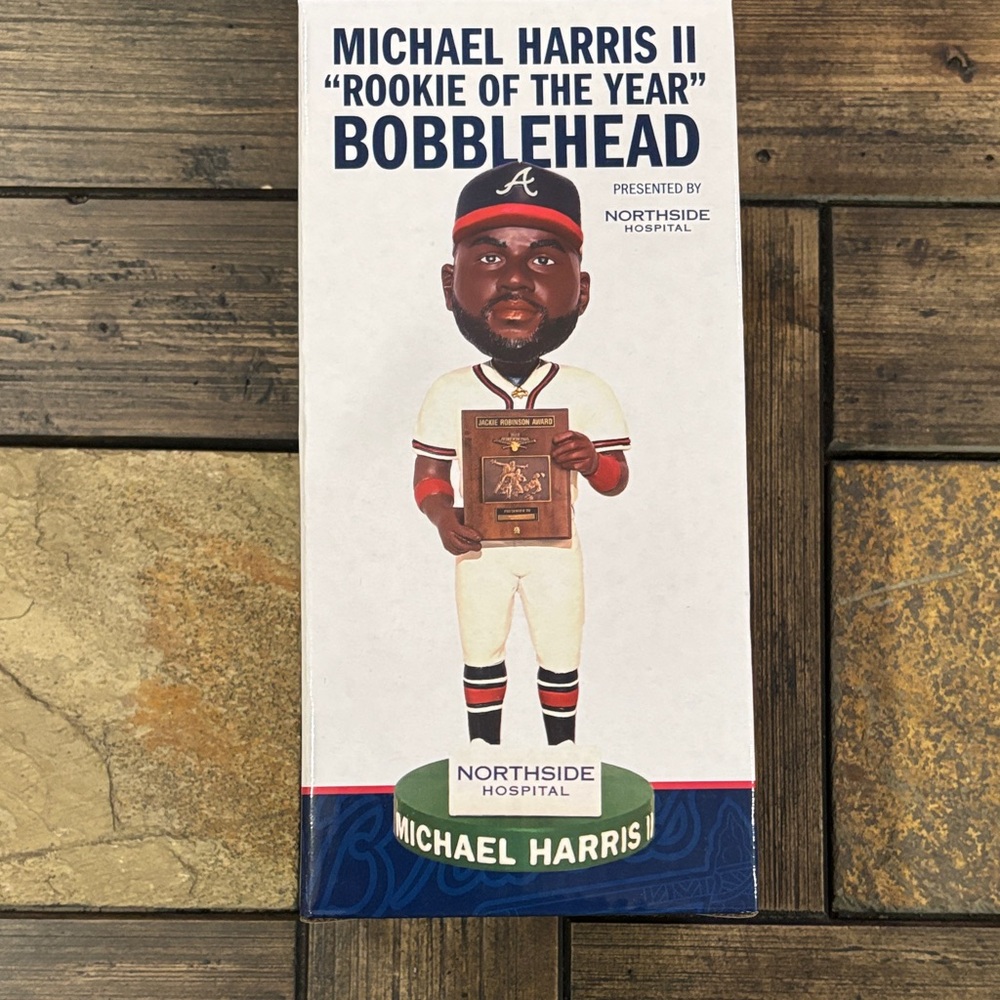 MICHAEL HARRIS II
“ROOKIE OF THE YEAR”
BOBBLEHEAD
PRESENTED BY
NORTHSIDE
HOSPITAL
A
JACKIE ROBINSON AWARD
NORTHSIDE
HOSPITAL
MICHAEL HARRIS II
Braves